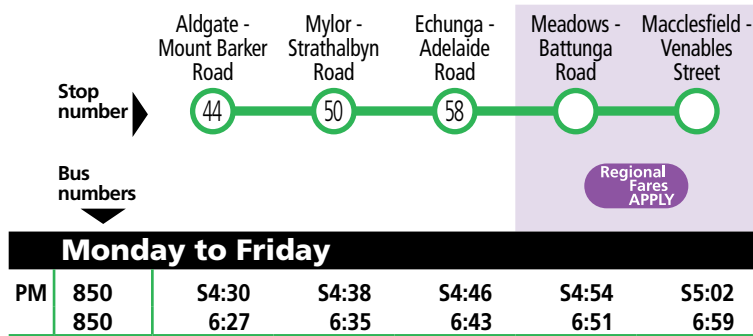 Aldgate -
Mount Barker
Road
Mylor -
Strathalbyn
Road
Echunga -
Adelaide
Road
Meadows -
Battunga
Road
Macclesfield -
Venables
Street
Stop
number
44
50
58
Bus
numbers
Regional
Fares
APPLY
Monday to Friday
PM 850 S4:30 S4:38 S4:46 S4:54 S5:02
850 6:27 6:35 6:43 6:51 6:59